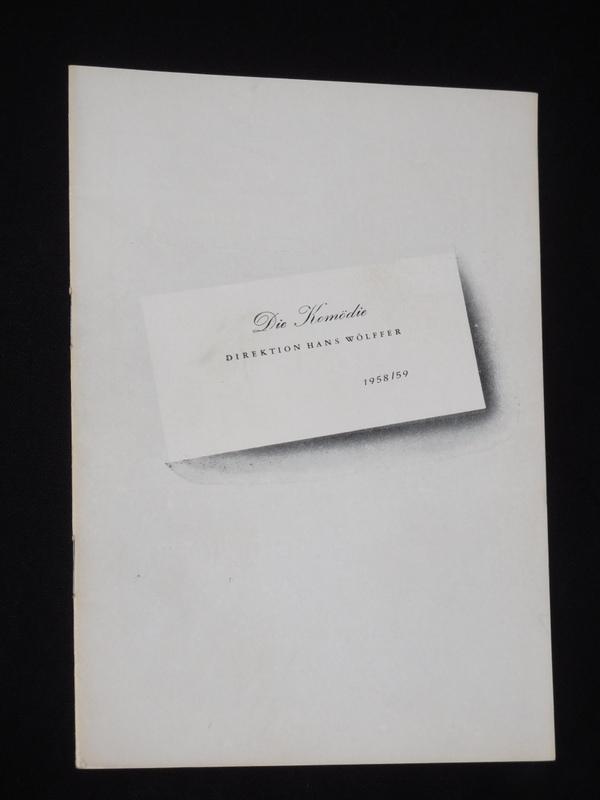 Die Komödie
DIREKTION HANS WÖLFFER
1958/59